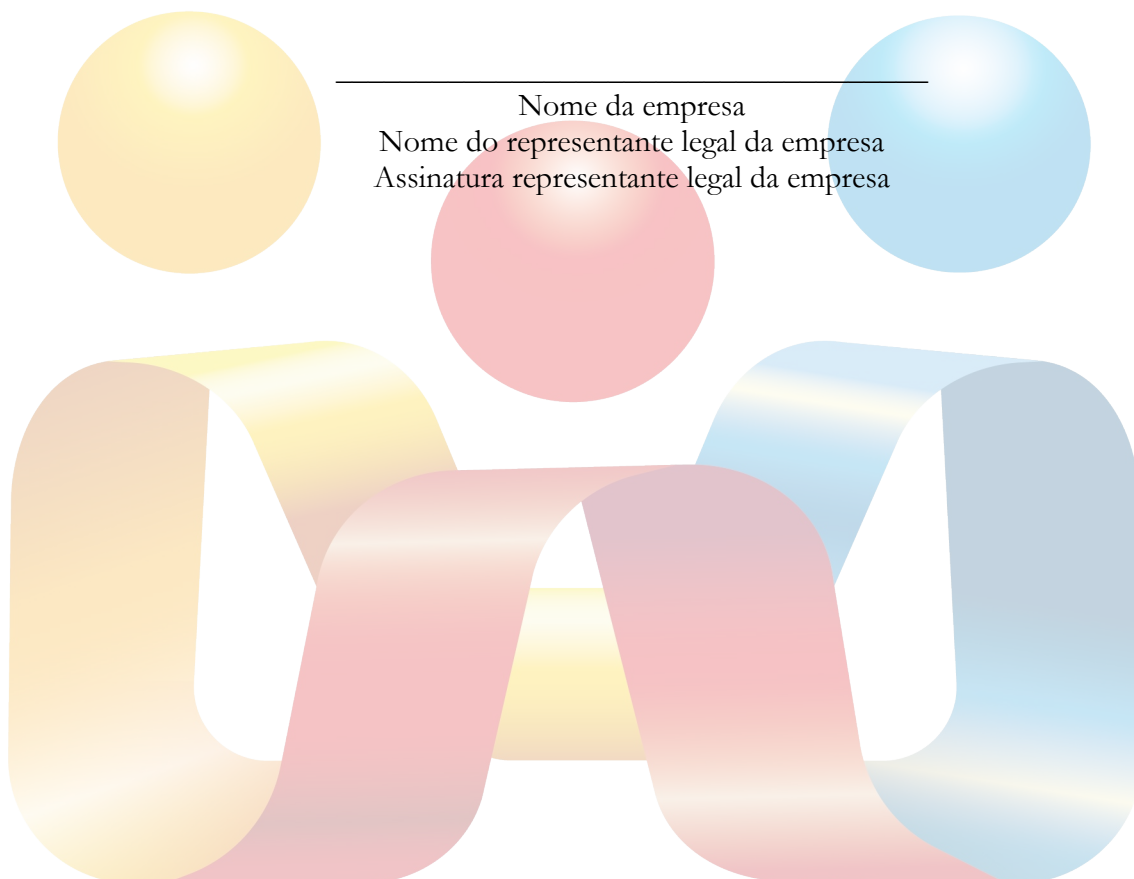 Nome da empresa
Nome do representante legal da empresa
Assinatura representante legal da empresa